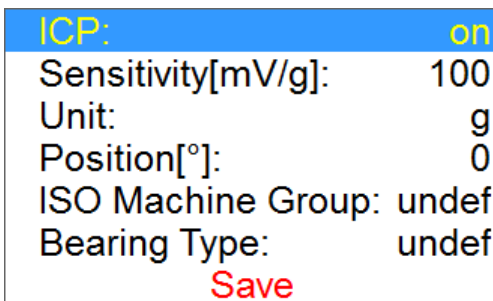 ICP: on
Sensitivity[mV/g]: 100
Unit: g
Position[°]: 0
ISO Machine Group: undef
Bearing Type: undef
Save